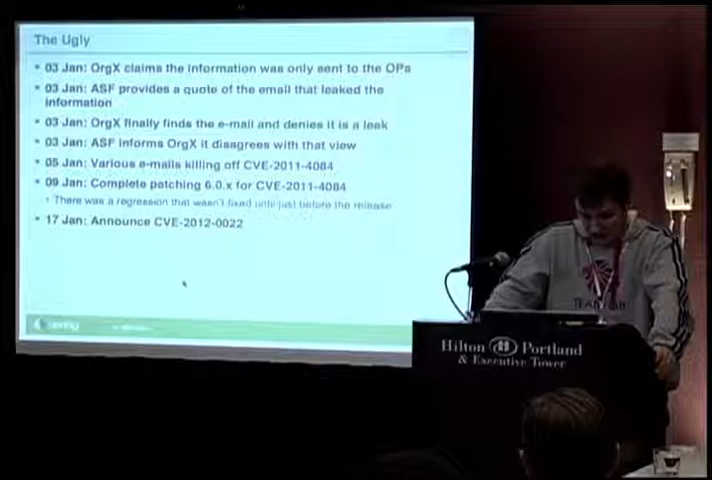 The Ugly
03 Jan: OrgX claims the information was only sent to the OPs
03 Jan: ASF provides a quote of the email that leaked the
information
03 Jan: OrgX finally finds the e-mail and denies it is a leak
03 Jan: ASF informs OrgX it disagrees with that view
05 Jan: Various e-mails killing off CVE-2011-4084
09 Jan: Complete patching 6.0.x for CVE-2011-4084
There was a regression that wasn't fixed until just before the release
17 Jan: Announce CVE-2012-0022
Hilton Portland
& Executive Tower
TEAM